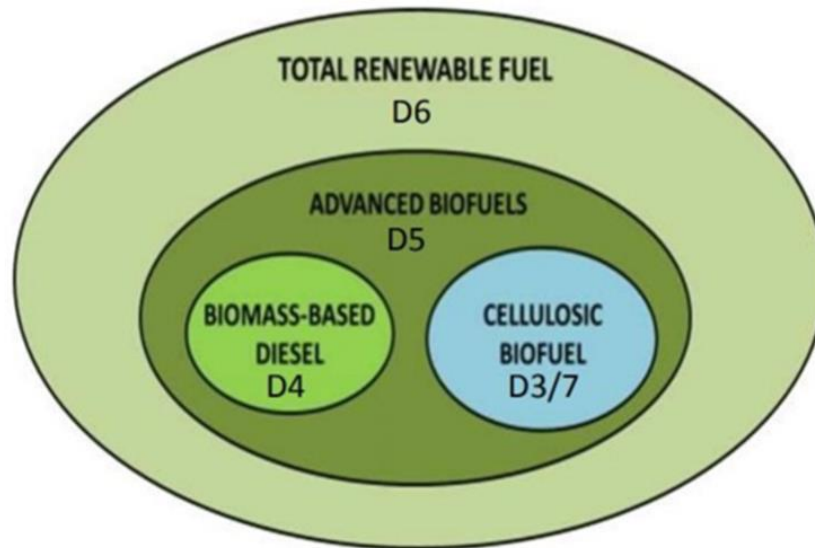 TOTAL RENEWABLE FUEL
D6
ADVANCED BIOFUELS
D5
BIOMASS-BASED
DIESEL
D4
CELLULOSIC
BIOFUEL
D3/7